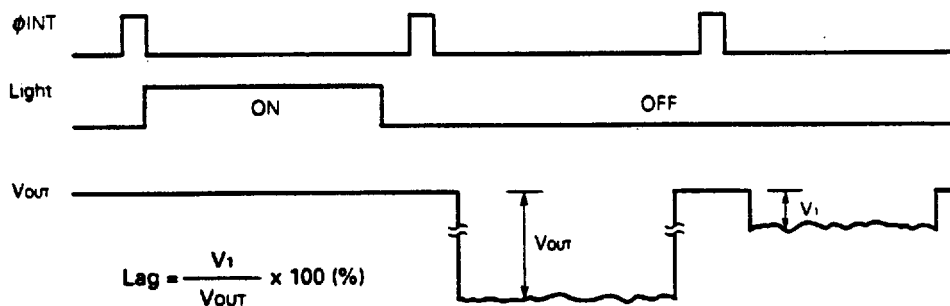 φINT
Light
ON
OFF
VOUT
VOUT
V1
Lag = V1 / VOUT x 100 (%)